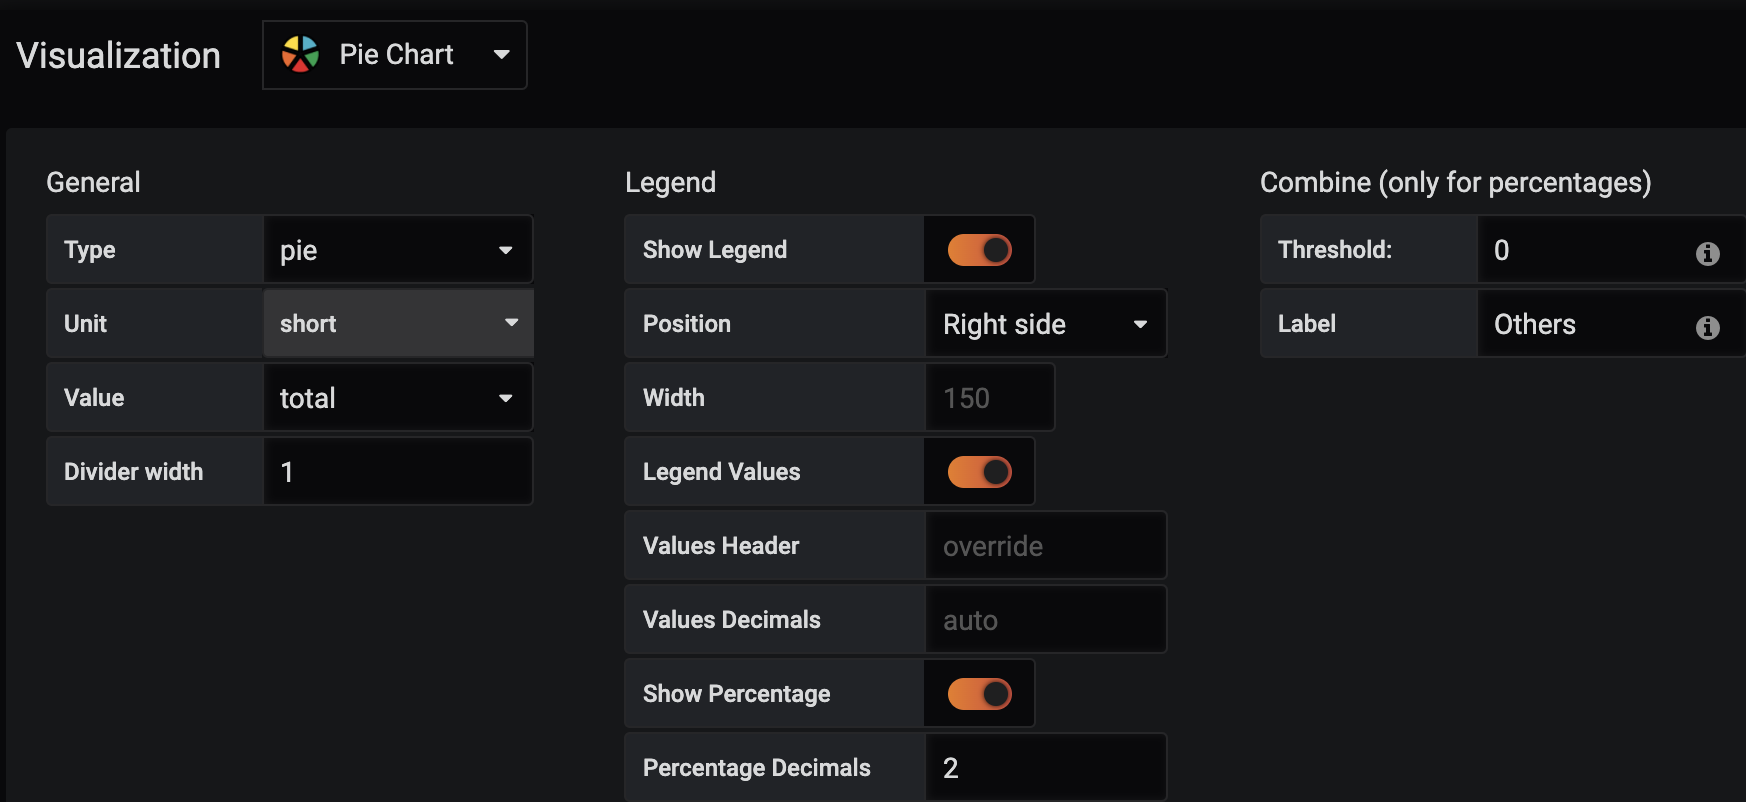 Visualization
Pie Chart
General
Type pie
Unit short
Value total
Divider width 1
Legend
Show Legend
Position Right side
Width 150
Legend Values
Values Header override
Values Decimals auto
Show Percentage
Percentage Decimals 2
Combine (only for percentages)
Threshold: 0
Label Others